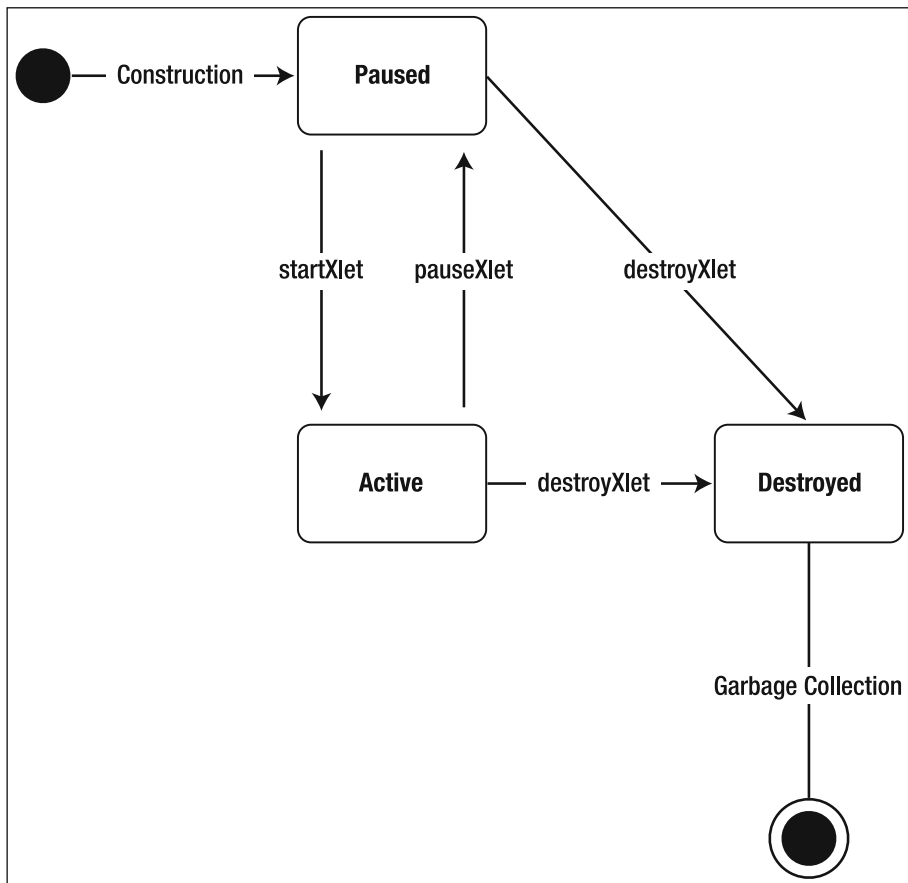 Construction
Paused
startXlet
pauseXlet
destroyXlet
Active
destroyXlet
Destroyed
Garbage Collection